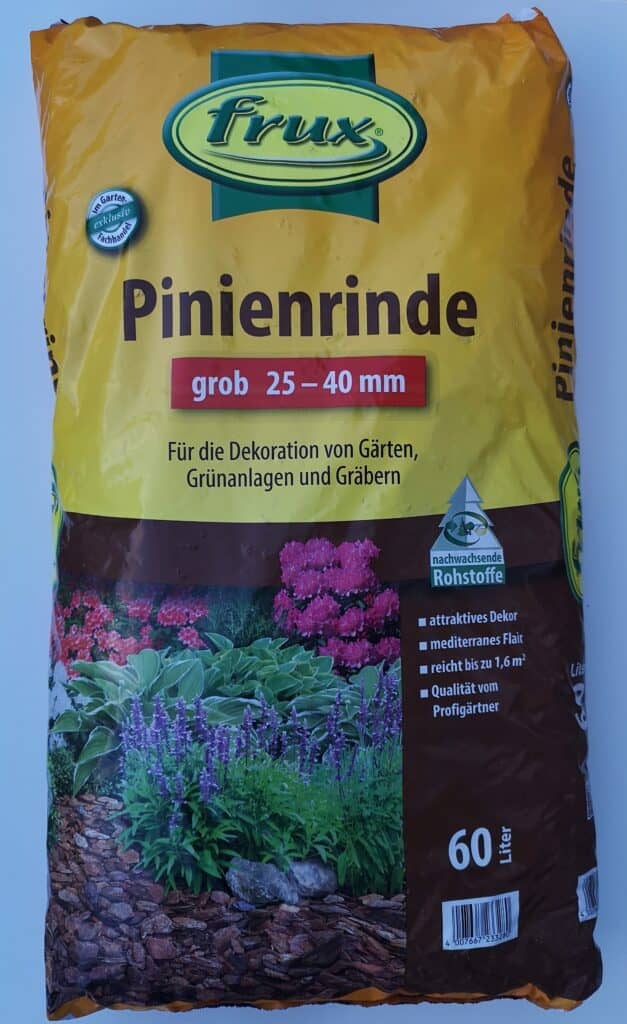 frux®
im Garten-
exklusiv
Fachhandel
Pinienrinde
grob 25 – 40 mm
Für die Dekoration von Gärten,
Grünanlagen und Gräbern
nachwachsende
Rohstoffe
■ attraktives Dekor
■ mediterranes Flair
■ reicht bis zu 1,6 m²
■ Qualität vom
Profigärtner
60 Liter
Pinienrinde